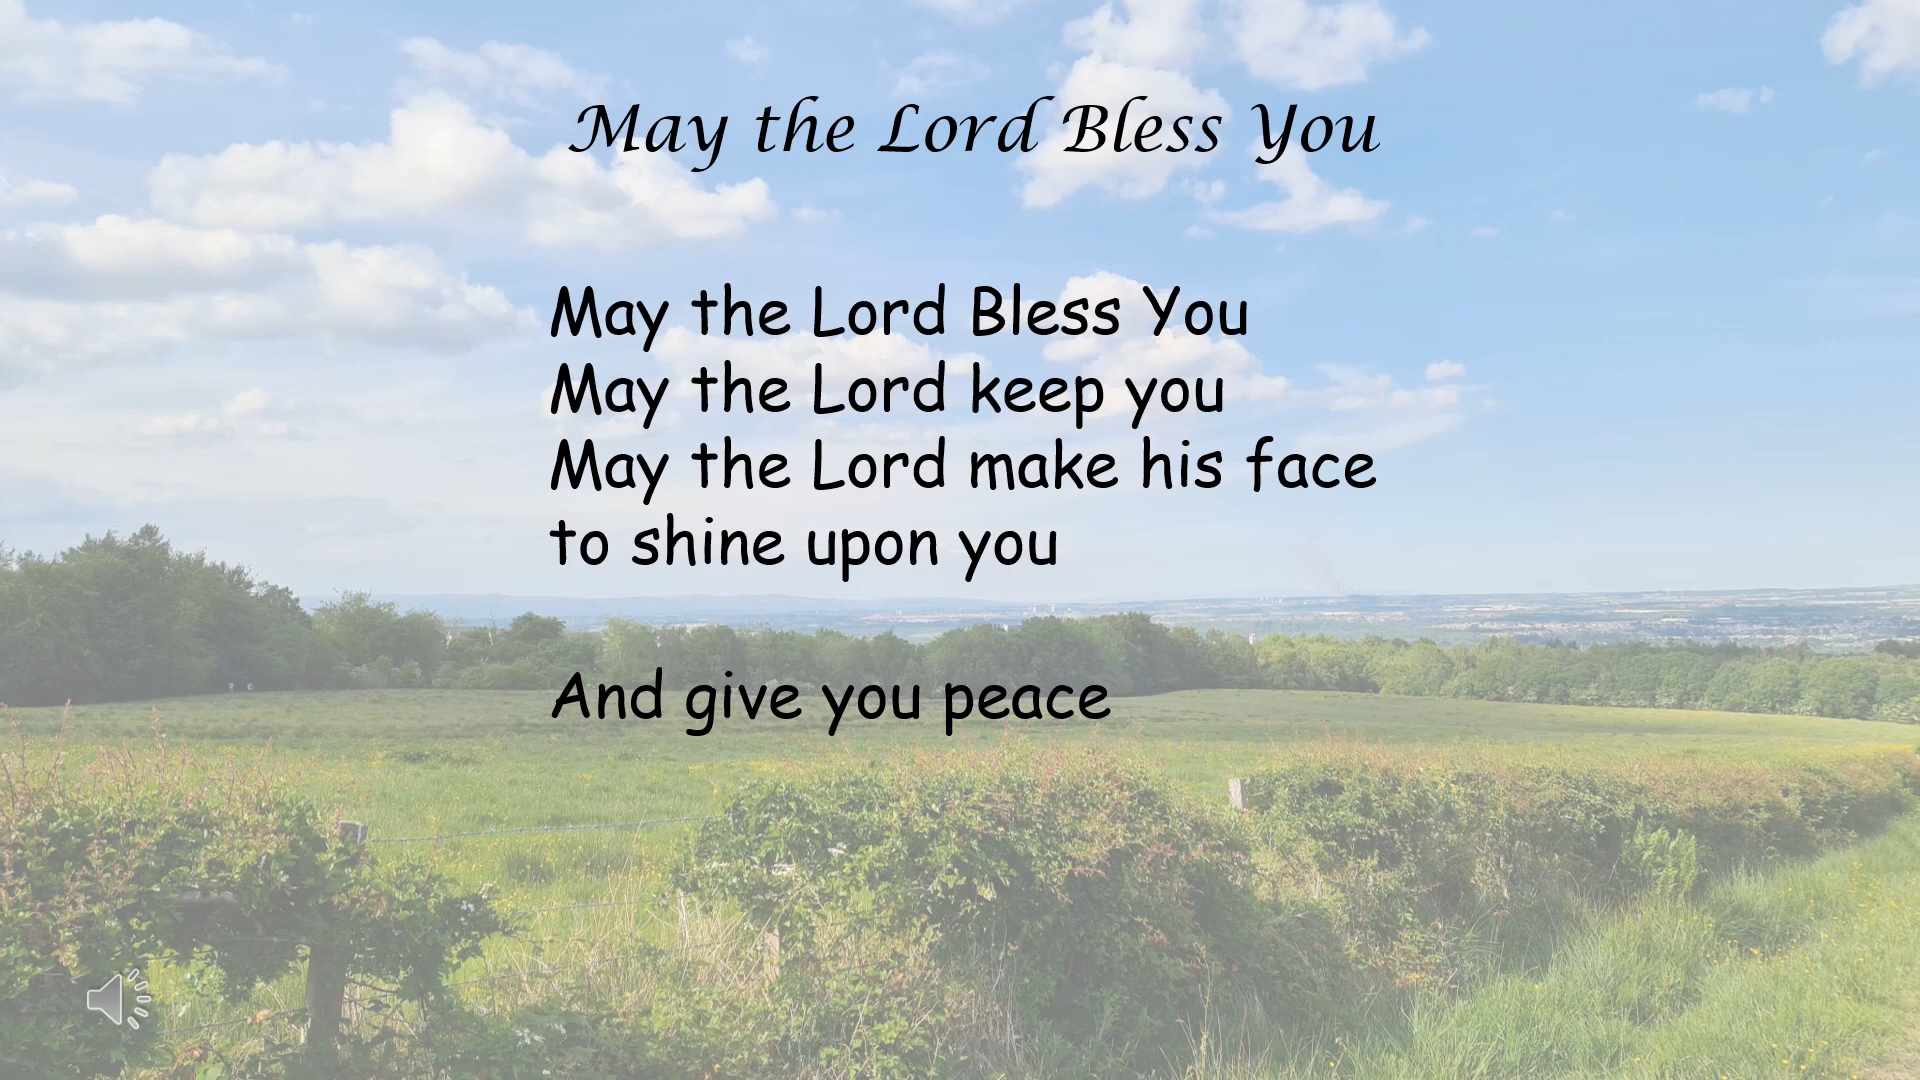 May the Lord Bless You
May the Lord Bless You
May the Lord keep you
May the Lord make his face
to shine upon you
And give you peace